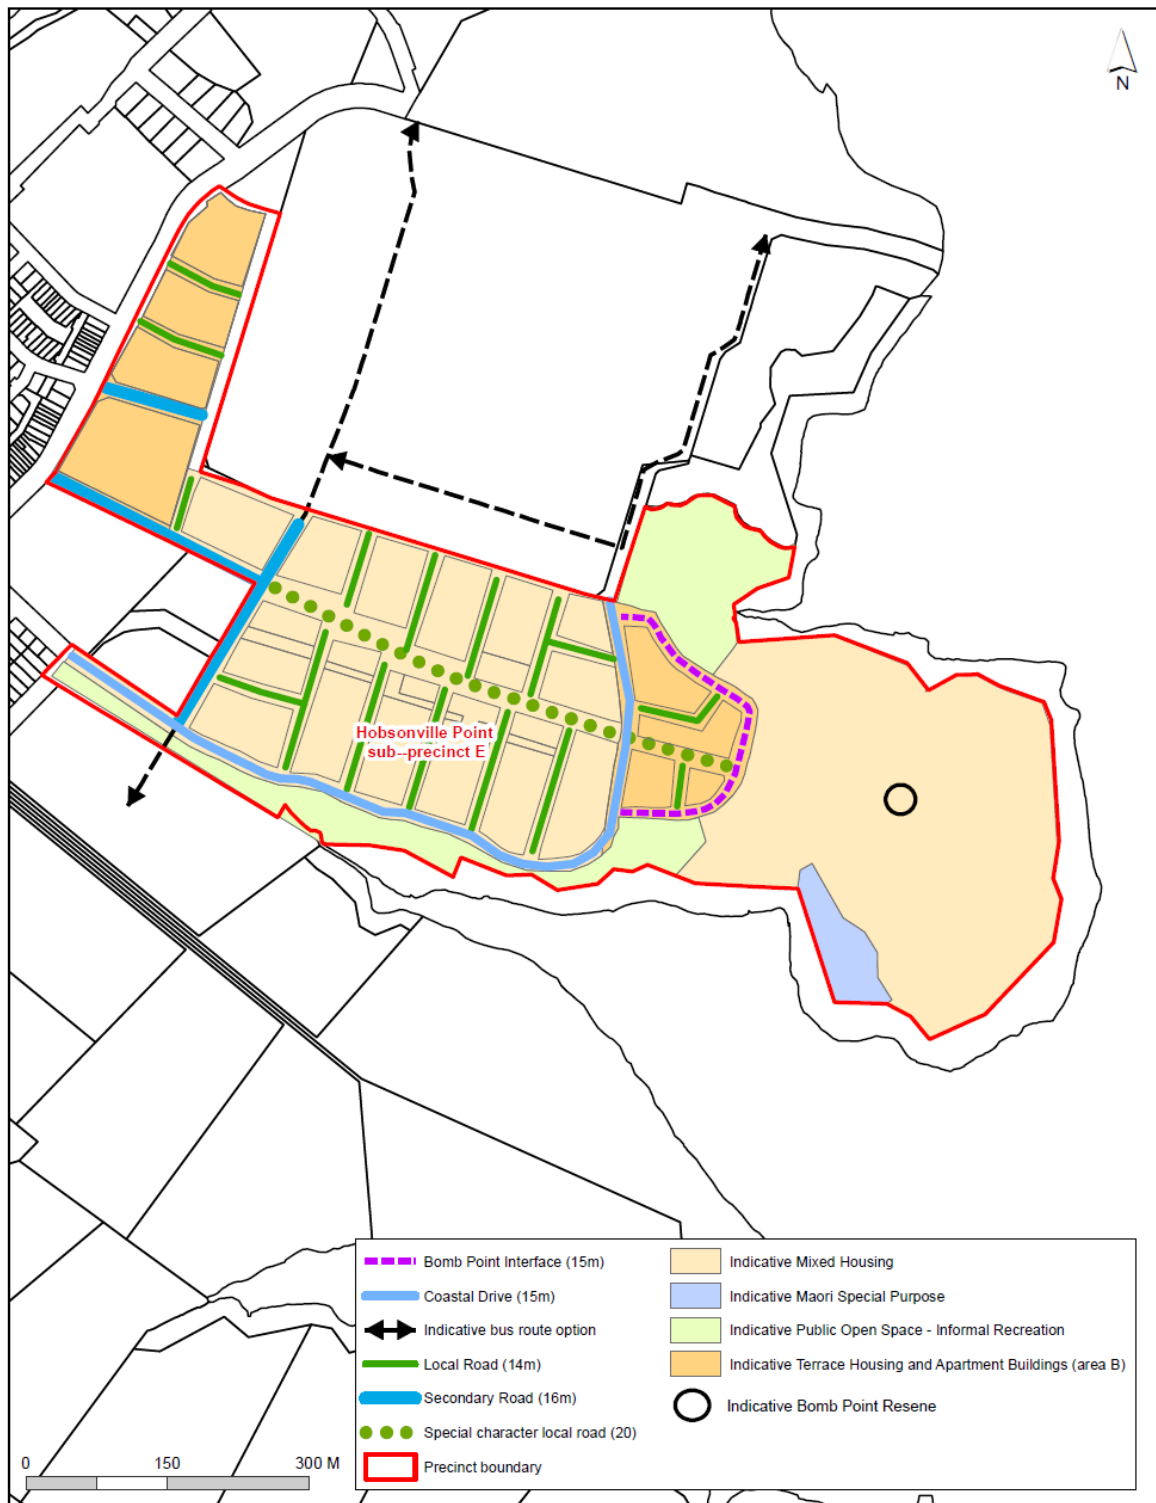 N
Hobsonville Point
sub--precinct E
Bomb Point Interface (15m)
Coastal Drive (15m)
Indicative bus route option
Local Road (14m)
Secondary Road (16m)
Special character local road (20)
Precinct boundary
Indicative Mixed Housing
Indicative Maori Special Purpose
Indicative Public Open Space - Informal Recreation
Indicative Terrace Housing and Apartment Buildings (area B)
Indicative Bomb Point Resene
0 150 300 M